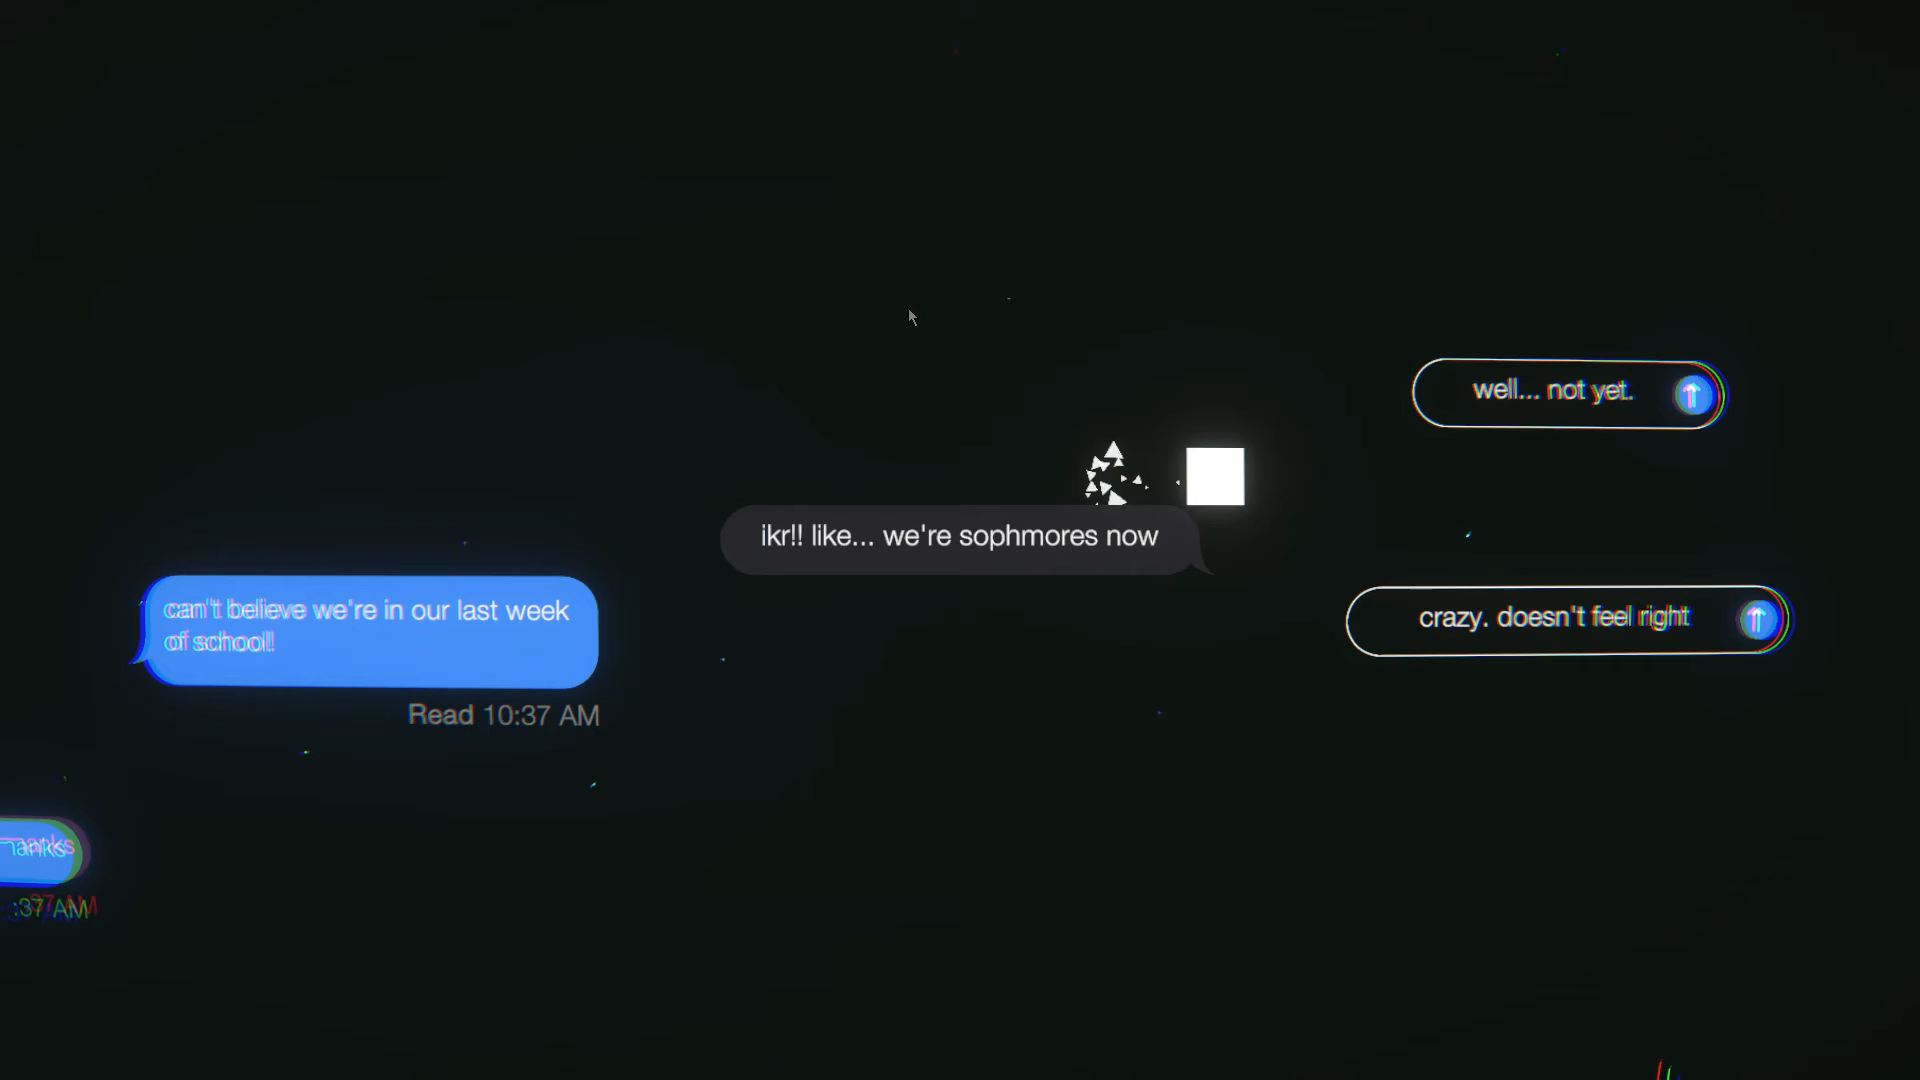 can't believe we're in our last week
of school!
Read 10:37 AM
:37 AM
ikr!! like... we're sophmores now
well... not yet.
crazy. doesn't feel right